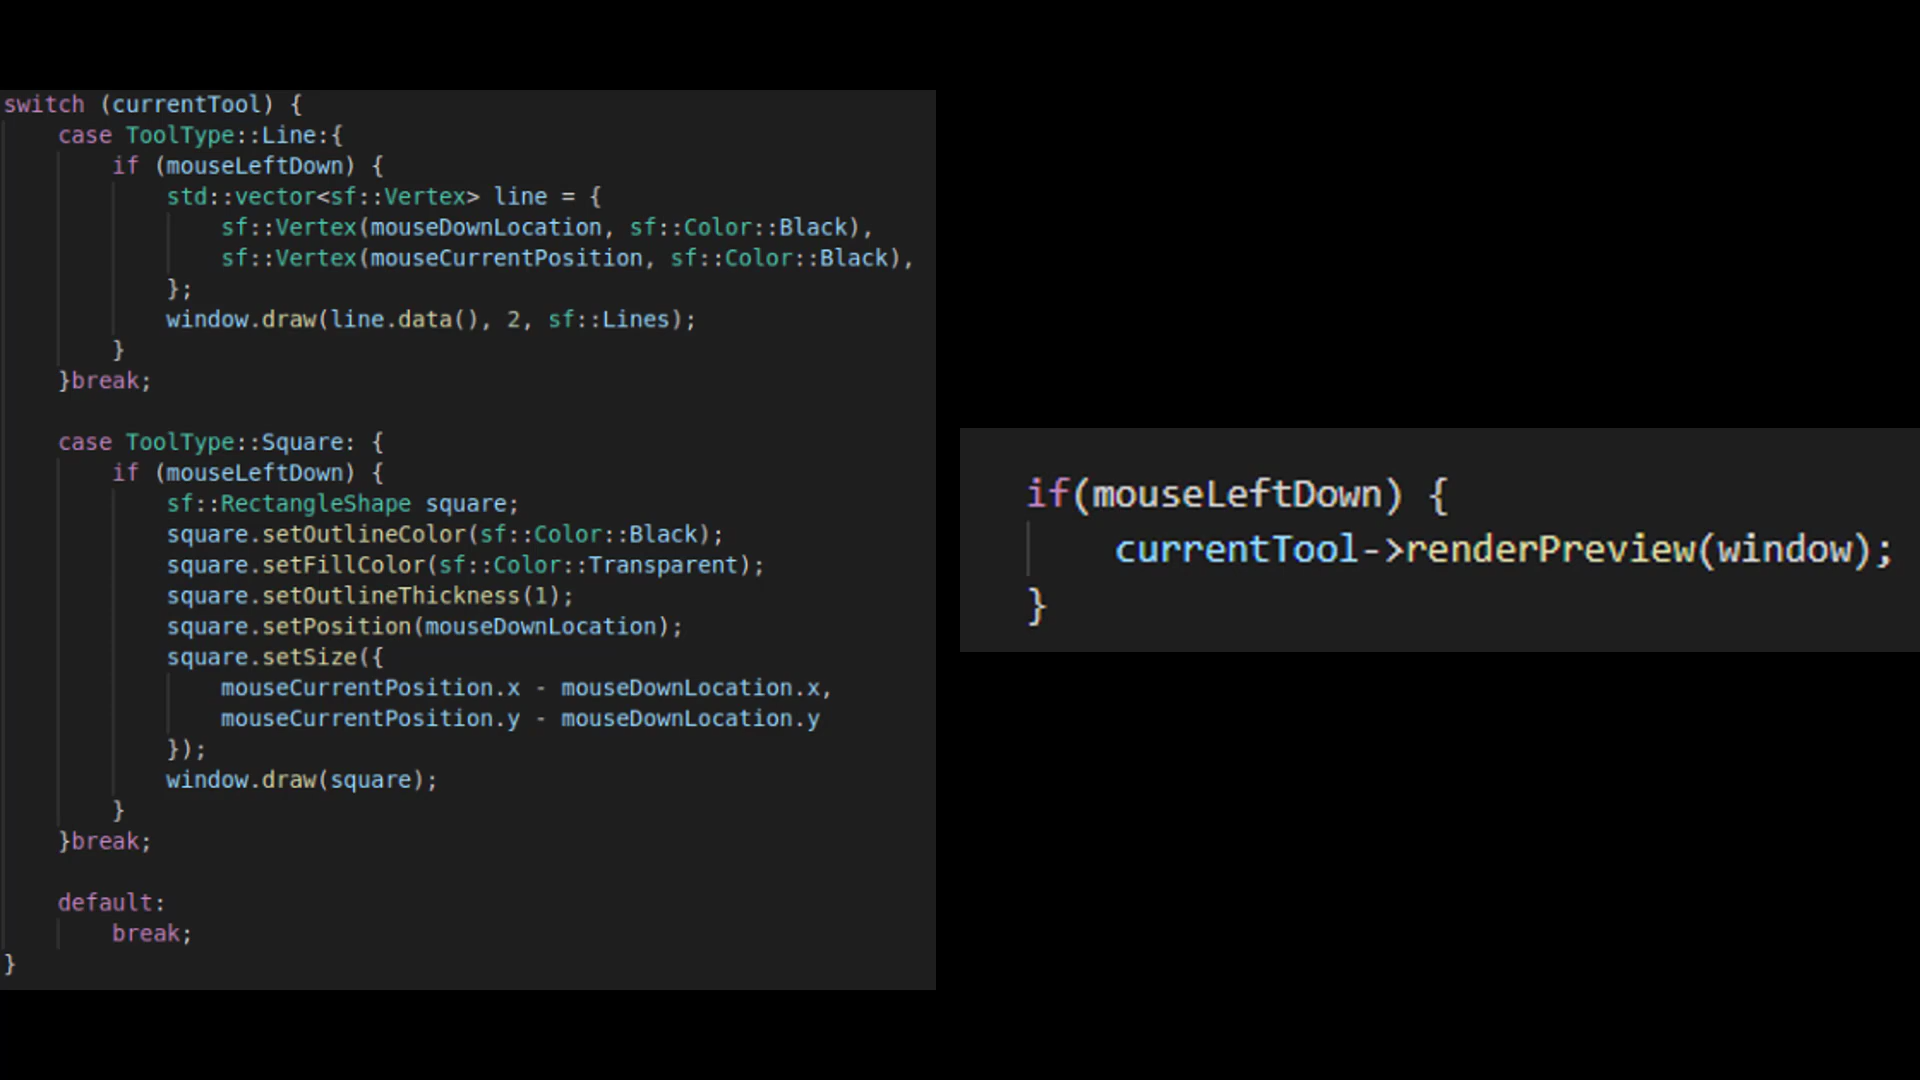 switch (currentTool) {
    case ToolType::Line:{
        if (mouseLeftDown) {
            std::vector<sf::Vertex> line = {
                sf::Vertex(mouseDownLocation, sf::Color::Black),
                sf::Vertex(mouseCurrentPosition, sf::Color::Black),
            };
            window.draw(line.data(), 2, sf::Lines);
        }
    }break;

    case ToolType::Square: {
        if (mouseLeftDown) {
            sf::RectangleShape square;
            square.setOutlineColor(sf::Color::Black);
            square.setFillColor(sf::Color::Transparent);
            square.setOutlineThickness(1);
            square.setPosition(mouseDownLocation);
            square.setSize({
                mouseCurrentPosition.x - mouseDownLocation.x,
                mouseCurrentPosition.y - mouseDownLocation.y
            });
            window.draw(square);
        }
    }break;

    default:
        break;
}
if(mouseLeftDown) {
    currentTool->renderPreview(window);
}